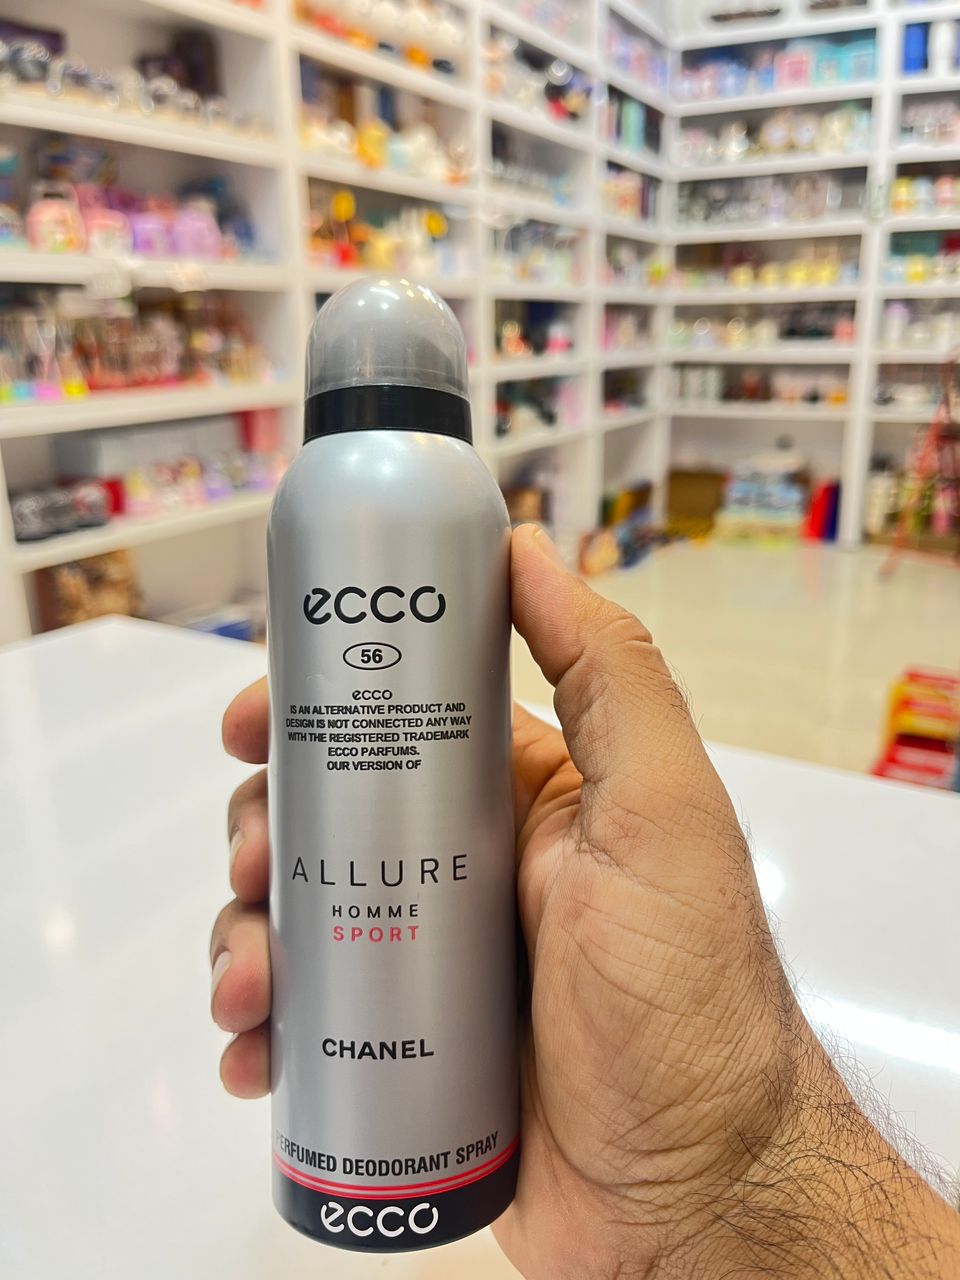 ecco
56
ecco
IS AN ALTERNATIVE PRODUCT AND
DESIGN IS NOT CONNECTED ANY WAY
WITH THE REGISTERED TRADEMARK
ECCO PARFUMS.
OUR VERSION OF
ALLURE
HOMME
SPORT
CHANEL
PERFUMED DEODORANT SPRAY
ecco